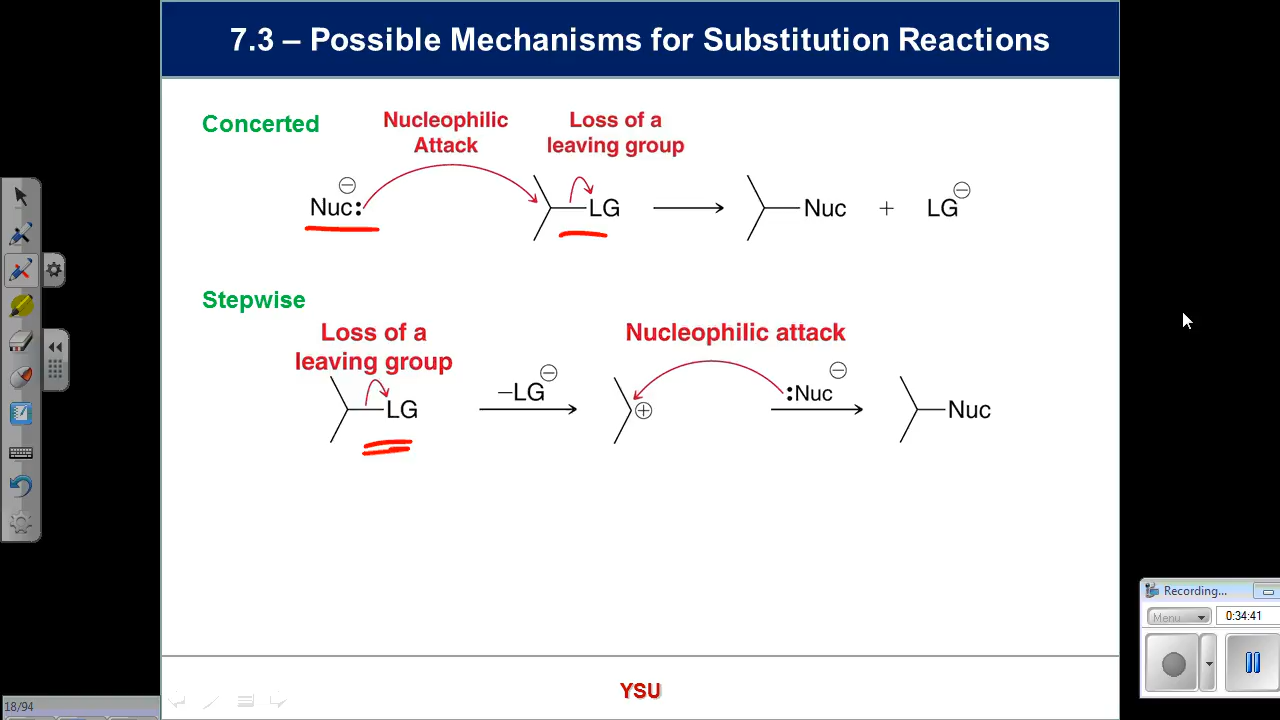 7.3 – Possible Mechanisms for Substitution Reactions
Concerted
Nucleophilic
Attack
Loss of a
leaving group
Nuc:
⊖
LG
Nuc
+
LG
⊖
Stepwise
Loss of a
leaving group
LG
–LG
⊖
Nucleophilic attack
⊕
:Nuc
⊖
Nuc
YSU
18/94
Recording...
Menu
0:34:41